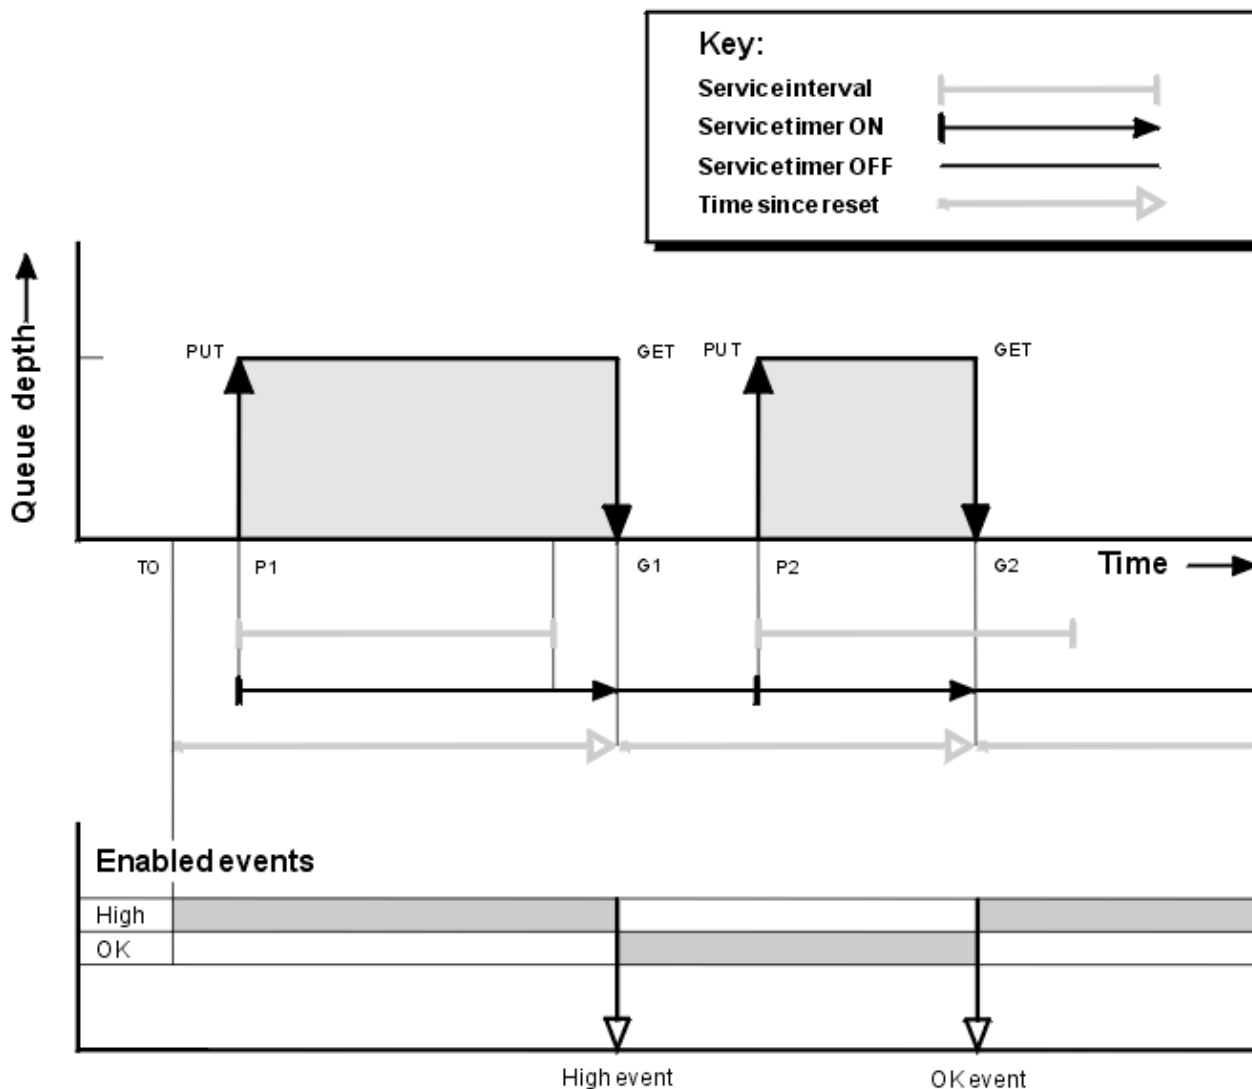 Key:
Service interval
Service timer ON
Service timer OFF
Time since reset
Queue depth
PUT
GET
PUT
GET
T0
P1
G1
P2
G2
Time
Enabled events
High
OK
High event
OK event